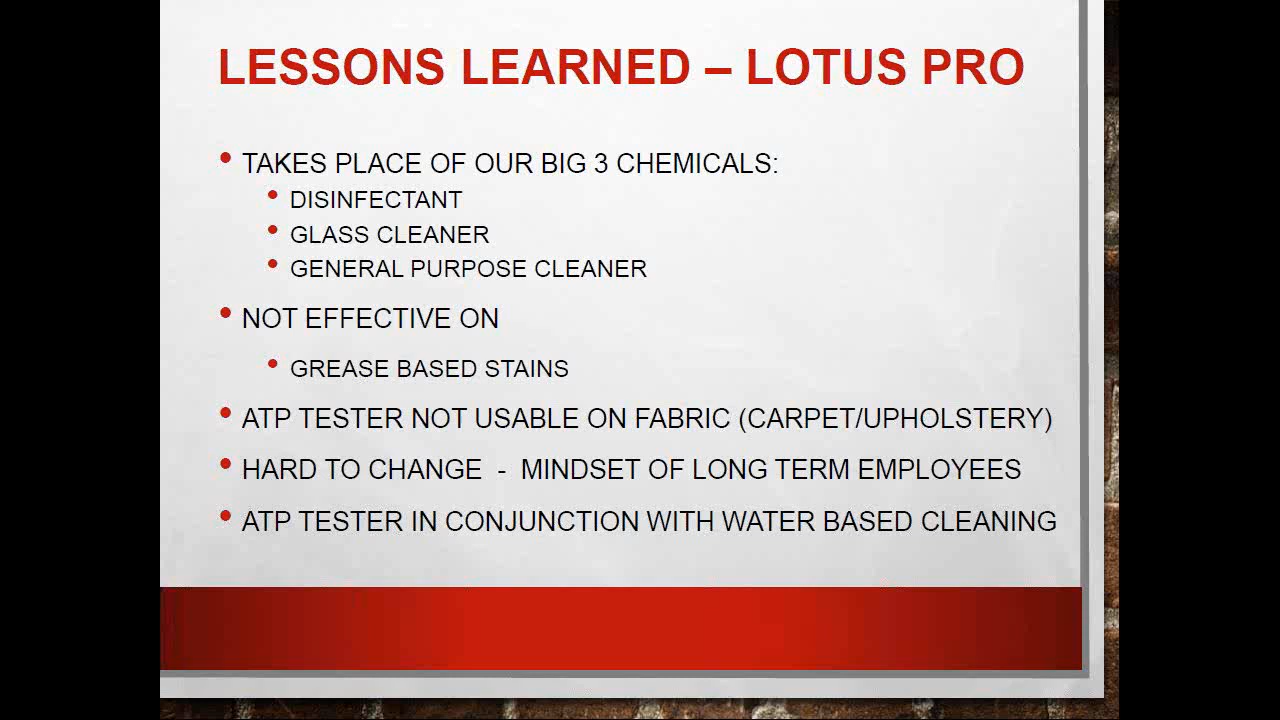 LESSONS LEARNED – LOTUS PRO
• TAKES PLACE OF OUR BIG 3 CHEMICALS:
• DISINFECTANT
• GLASS CLEANER
• GENERAL PURPOSE CLEANER
• NOT EFFECTIVE ON
• GREASE BASED STAINS
• ATP TESTER NOT USABLE ON FABRIC (CARPET/UPHOLSTERY)
• HARD TO CHANGE - MINDSET OF LONG TERM EMPLOYEES
• ATP TESTER IN CONJUNCTION WITH WATER BASED CLEANING